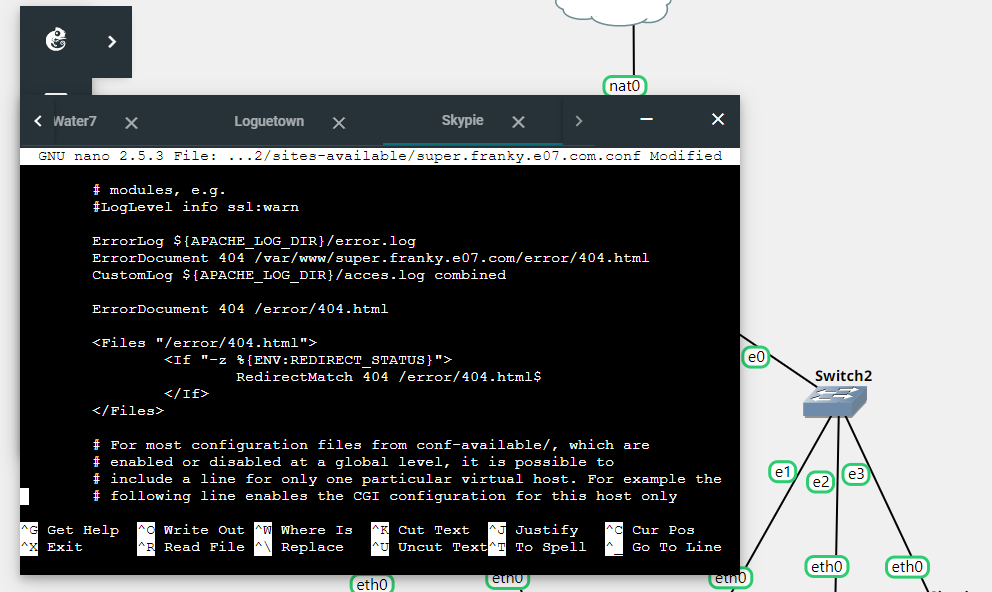 nat0
Water7
Loguetown
Skypie
GNU nano 2.5.3 File: ...2/sites-available/super.franky.e07.com.conf Modified
# modules, e.g.
#LogLevel info ssl:warn
ErrorLog ${APACHE_LOG_DIR}/error.log
ErrorDocument 404 /var/www/super.franky.e07.com/error/404.html
CustomLog ${APACHE_LOG_DIR}/acces.log combined
ErrorDocument 404 /error/404.html
<Files "/error/404.html">
<If "-z %{ENV:REDIRECT_STATUS}">
RedirectMatch 404 /error/404.html$
</If>
</Files>
# For most configuration files from conf-available/, which are
# enabled or disabled at a global level, it is possible to
# include a line for only one particular virtual host. For example the
# following line enables the CGI configuration for this host only
^G Get Help ^O Write Out ^W Where Is ^K Cut Text ^J Justify ^C Cur Pos
^X Exit ^R Read File ^\ Replace ^U Uncut Text ^T To Spell ^_ Go To Line
e0
Switch2
e1
e2
e3
eth0
eth0
eth0
eth0
eth0